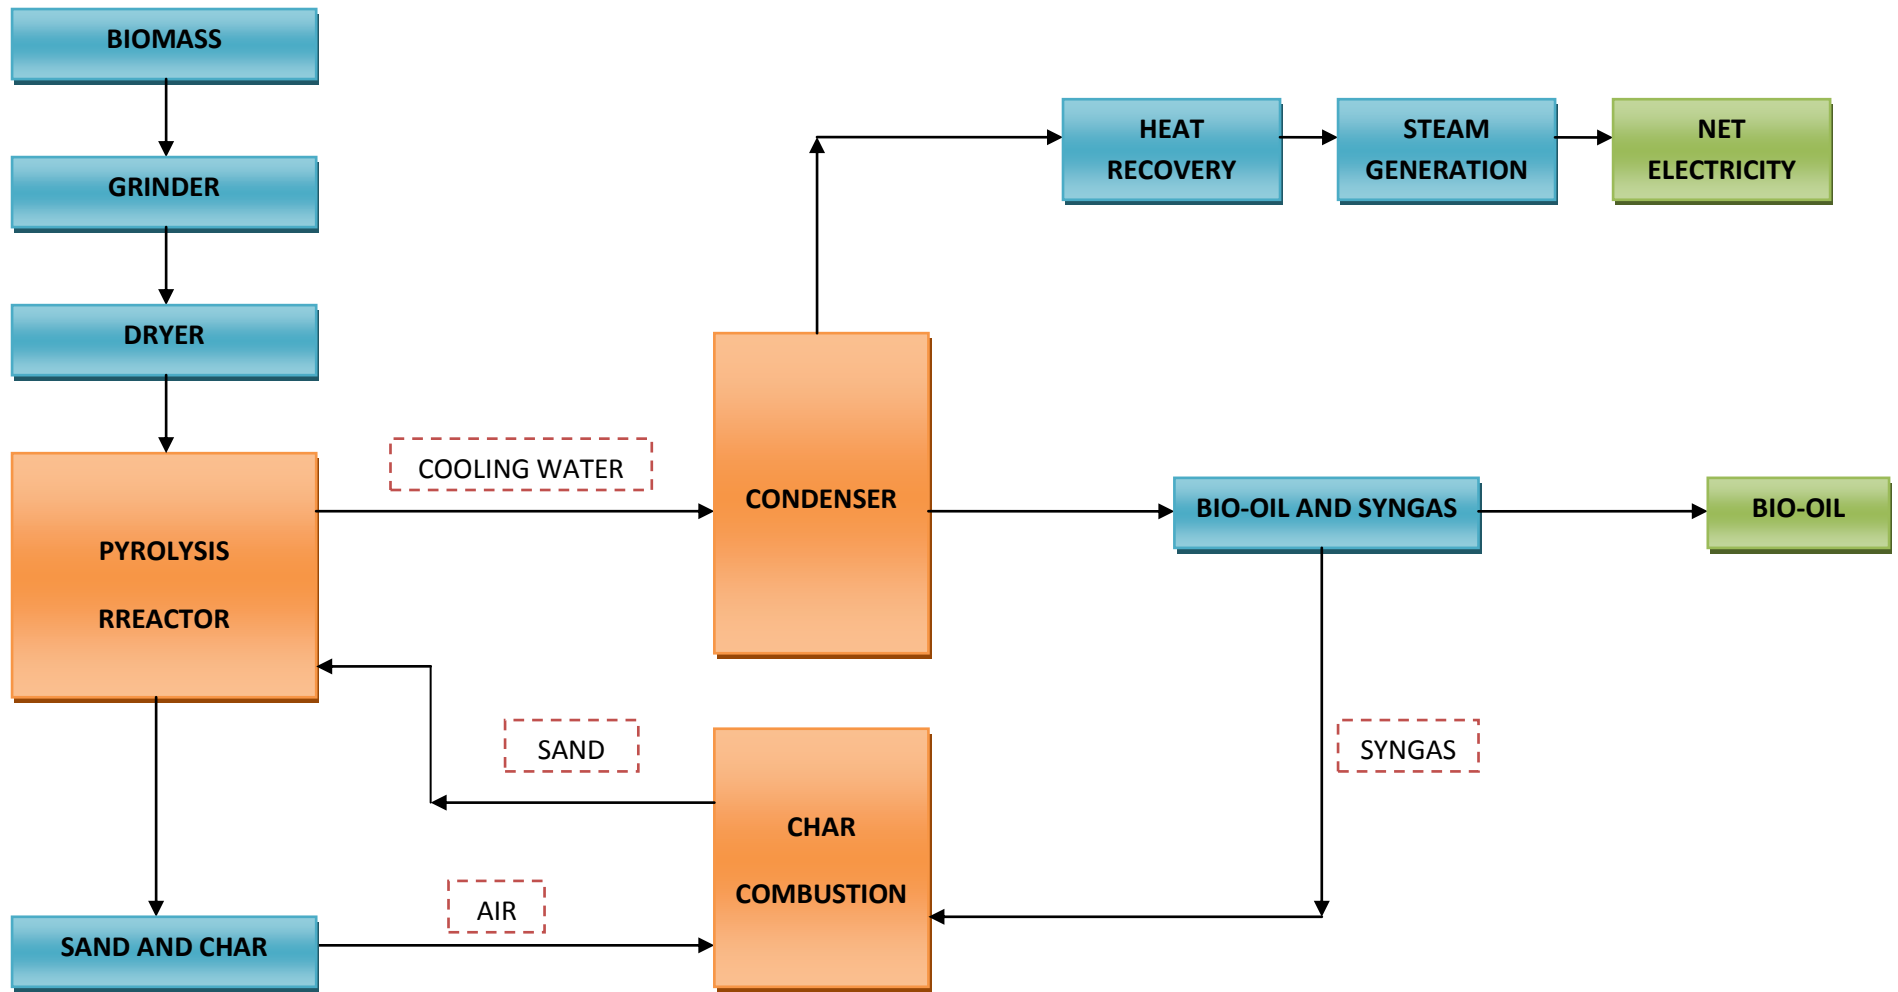 BIOMASS
GRINDER
DRYER
PYROLYSIS
RREACTOR
SAND AND CHAR
COOLING WATER
SAND
AIR
CONDENSER
CHAR
COMBUSTION
HEAT
RECOVERY
STEAM
GENERATION
NET
ELECTRICITY
BIO-OIL AND SYNGAS
BIO-OIL
SYNGAS